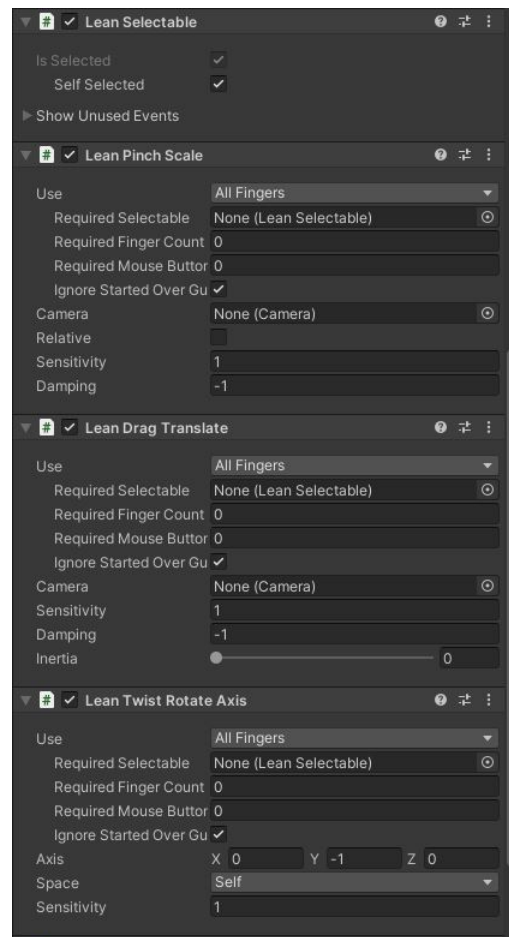 # Lean Selectable
Is Selected
Self Selected
Show Unused Events
# Lean Pinch Scale
Use All Fingers
Required Selectable None (Lean Selectable)
Required Finger Count 0
Required Mouse Buttor 0
Ignore Started Over Gu
Camera None (Camera)
Relative
Sensitivity 1
Damping -1
# Lean Drag Translate
Use All Fingers
Required Selectable None (Lean Selectable)
Required Finger Count 0
Required Mouse Buttor 0
Ignore Started Over Gu
Camera None (Camera)
Sensitivity 1
Damping -1
Inertia 0
# Lean Twist Rotate Axis
Use All Fingers
Required Selectable None (Lean Selectable)
Required Finger Count 0
Required Mouse Buttor 0
Ignore Started Over Gu
Axis X 0 Y -1 Z 0
Space Self
Sensitivity 1